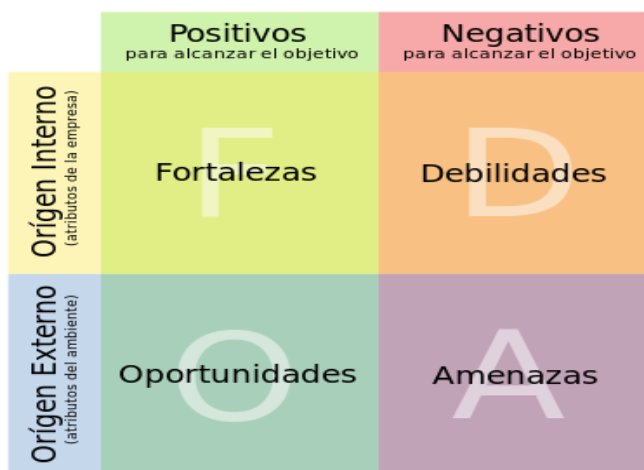 Positivos
para alcanzar el objetivo
Negativos
para alcanzar el objetivo
Orígen Interno
(atributos de la empresa)
F
Fortalezas
D
Debilidades
Orígen Externo
(atributos del ambiente)
O
Oportunidades
A
Amenazas